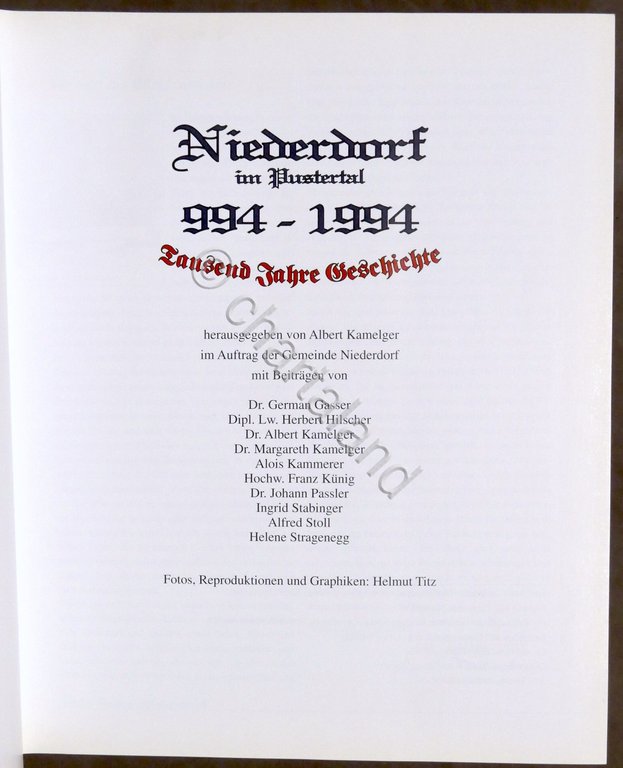 Niederdorf
im Pustertal
994 - 1994
Tausend Jahre Geschichte
herausgegeben von Albert Kamelger
im Auftrag der Gemeinde Niederdorf
mit Beiträgen von
Dr. German Gasser
Dipl. Lw. Herbert Hilscher
Dr. Albert Kamelger
Dr. Margareth Kamelger
Alois Kammerer
Hochw. Franz Künig
Dr. Johann Passler
Ingrid Stabinger
Alfred Stoll
Helene Stragenegg
Fotos, Reproduktionen und Graphiken: Helmut Titz
© chartaland